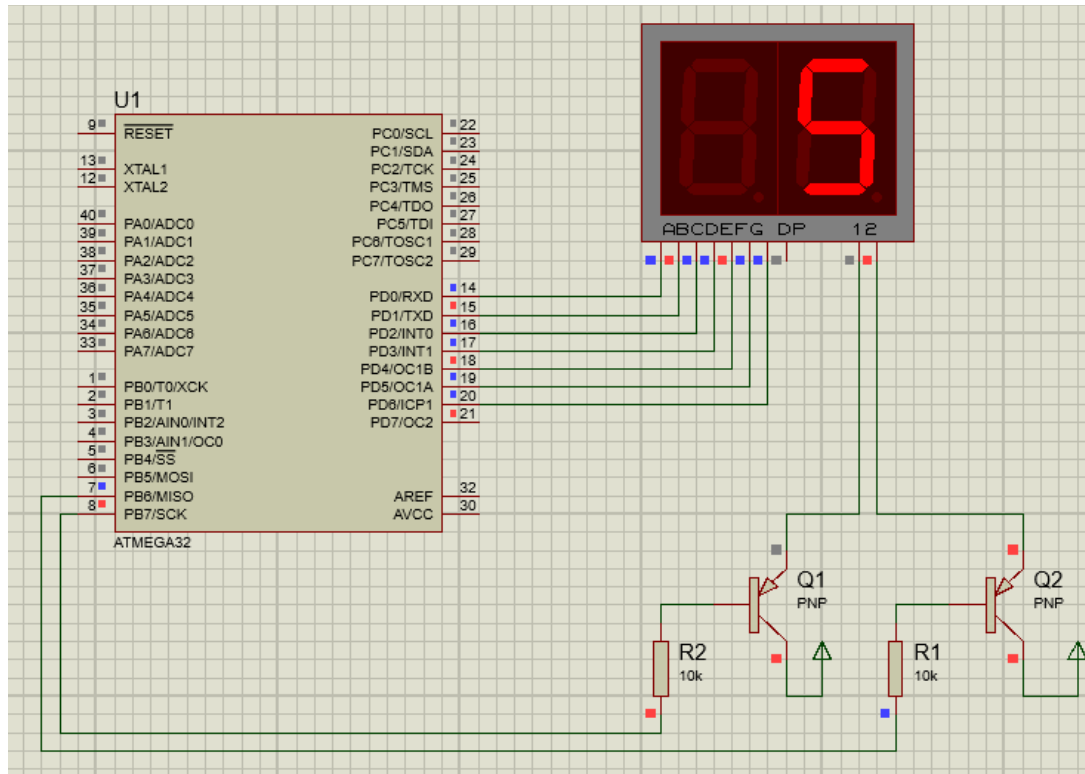 5
U1
9 RESET
13 XTAL1
12 XTAL2
40 PA0/ADC0
39 PA1/ADC1
38 PA2/ADC2
37 PA3/ADC3
36 PA4/ADC4
35 PA5/ADC5
34 PA6/ADC6
33 PA7/ADC7
1 PB0/T0/XCK
2 PB1/T1
3 PB2/AIN0/INT2
4 PB3/AIN1/OC0
5 PB4/SS
6 PB5/MOSI
7 PB6/MISO
8 PB7/SCK
PC0/SCL 22
PC1/SDA 23
PC2/TCK 24
PC3/TMS 25
PC4/TDO 26
PC5/TDI 27
PC6/TOSC1 28
PC7/TOSC2 29
PD0/RXD 14
PD1/TXD 15
PD2/INT0 16
PD3/INT1 17
PD4/OC1B 18
PD5/OC1A 19
PD6/ICP1 20
PD7/OC2 21
AREF 32
AVCC 30
ATMEGA32
ABCDEFG DP 12
Q1
PNP
Q2
PNP
R2
10k
R1
10k